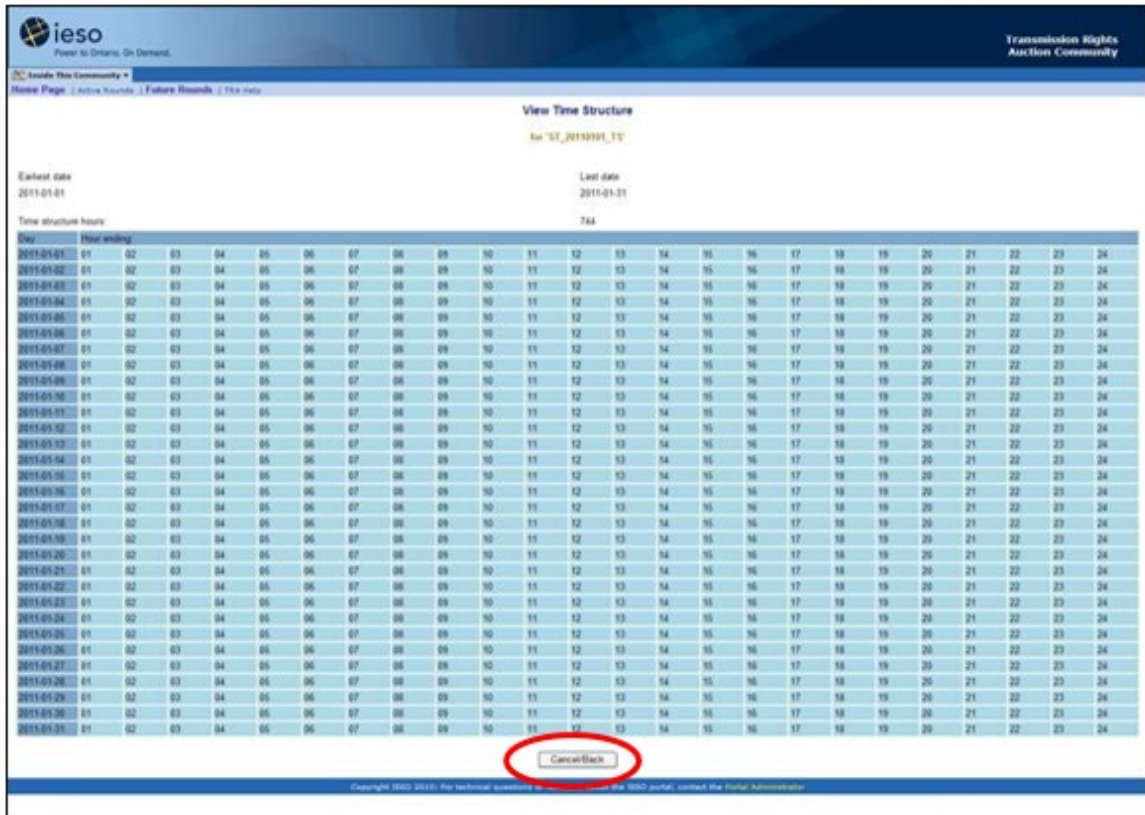 ieso
Power to Ontario. On Demand.
Transmission Rights
Auction Community
Inside This Community
Home Page | Active Rounds | Future Rounds | TRA Help
View Time Structure
for 'ST_20110101_TS'
Earliest date Last date
2011-01-01 2011-01-31
Time structure hours: 744
Day Hour ending:
2011-01-01 01 02 03 04 05 06 07 08 09 10 11 12 13 14 15 16 17 18 19 20 21 22 23 24
2011-01-02 01 02 03 04 05 06 07 08 09 10 11 12 13 14 15 16 17 18 19 20 21 22 23 24
2011-01-03 01 02 03 04 05 06 07 08 09 10 11 12 13 14 15 16 17 18 19 20 21 22 23 24
2011-01-04 01 02 03 04 05 06 07 08 09 10 11 12 13 14 15 16 17 18 19 20 21 22 23 24
2011-01-05 01 02 03 04 05 06 07 08 09 10 11 12 13 14 15 16 17 18 19 20 21 22 23 24
2011-01-06 01 02 03 04 05 06 07 08 09 10 11 12 13 14 15 16 17 18 19 20 21 22 23 24
2011-01-07 01 02 03 04 05 06 07 08 09 10 11 12 13 14 15 16 17 18 19 20 21 22 23 24
2011-01-08 01 02 03 04 05 06 07 08 09 10 11 12 13 14 15 16 17 18 19 20 21 22 23 24
2011-01-09 01 02 03 04 05 06 07 08 09 10 11 12 13 14 15 16 17 18 19 20 21 22 23 24
2011-01-10 01 02 03 04 05 06 07 08 09 10 11 12 13 14 15 16 17 18 19 20 21 22 23 24
2011-01-11 01 02 03 04 05 06 07 08 09 10 11 12 13 14 15 16 17 18 19 20 21 22 23 24
2011-01-12 01 02 03 04 05 06 07 08 09 10 11 12 13 14 15 16 17 18 19 20 21 22 23 24
2011-01-13 01 02 03 04 05 06 07 08 09 10 11 12 13 14 15 16 17 18 19 20 21 22 23 24
2011-01-14 01 02 03 04 05 06 07 08 09 10 11 12 13 14 15 16 17 18 19 20 21 22 23 24
2011-01-15 01 02 03 04 05 06 07 08 09 10 11 12 13 14 15 16 17 18 19 20 21 22 23 24
2011-01-16 01 02 03 04 05 06 07 08 09 10 11 12 13 14 15 16 17 18 19 20 21 22 23 24
2011-01-17 01 02 03 04 05 06 07 08 09 10 11 12 13 14 15 16 17 18 19 20 21 22 23 24
2011-01-18 01 02 03 04 05 06 07 08 09 10 11 12 13 14 15 16 17 18 19 20 21 22 23 24
2011-01-19 01 02 03 04 05 06 07 08 09 10 11 12 13 14 15 16 17 18 19 20 21 22 23 24
2011-01-20 01 02 03 04 05 06 07 08 09 10 11 12 13 14 15 16 17 18 19 20 21 22 23 24
2011-01-21 01 02 03 04 05 06 07 08 09 10 11 12 13 14 15 16 17 18 19 20 21 22 23 24
2011-01-22 01 02 03 04 05 06 07 08 09 10 11 12 13 14 15 16 17 18 19 20 21 22 23 24
2011-01-23 01 02 03 04 05 06 07 08 09 10 11 12 13 14 15 16 17 18 19 20 21 22 23 24
2011-01-24 01 02 03 04 05 06 07 08 09 10 11 12 13 14 15 16 17 18 19 20 21 22 23 24
2011-01-25 01 02 03 04 05 06 07 08 09 10 11 12 13 14 15 16 17 18 19 20 21 22 23 24
2011-01-26 01 02 03 04 05 06 07 08 09 10 11 12 13 14 15 16 17 18 19 20 21 22 23 24
2011-01-27 01 02 03 04 05 06 07 08 09 10 11 12 13 14 15 16 17 18 19 20 21 22 23 24
2011-01-28 01 02 03 04 05 06 07 08 09 10 11 12 13 14 15 16 17 18 19 20 21 22 23 24
2011-01-29 01 02 03 04 05 06 07 08 09 10 11 12 13 14 15 16 17 18 19 20 21 22 23 24
2011-01-30 01 02 03 04 05 06 07 08 09 10 11 12 13 14 15 16 17 18 19 20 21 22 23 24
2011-01-31 01 02 03 04 05 06 07 08 09 10 11 12 13 14 15 16 17 18 19 20 21 22 23 24
Cancel/Back
Copyright IESO 2010: For technical questions the IESO portal, contact the Portal Administrator